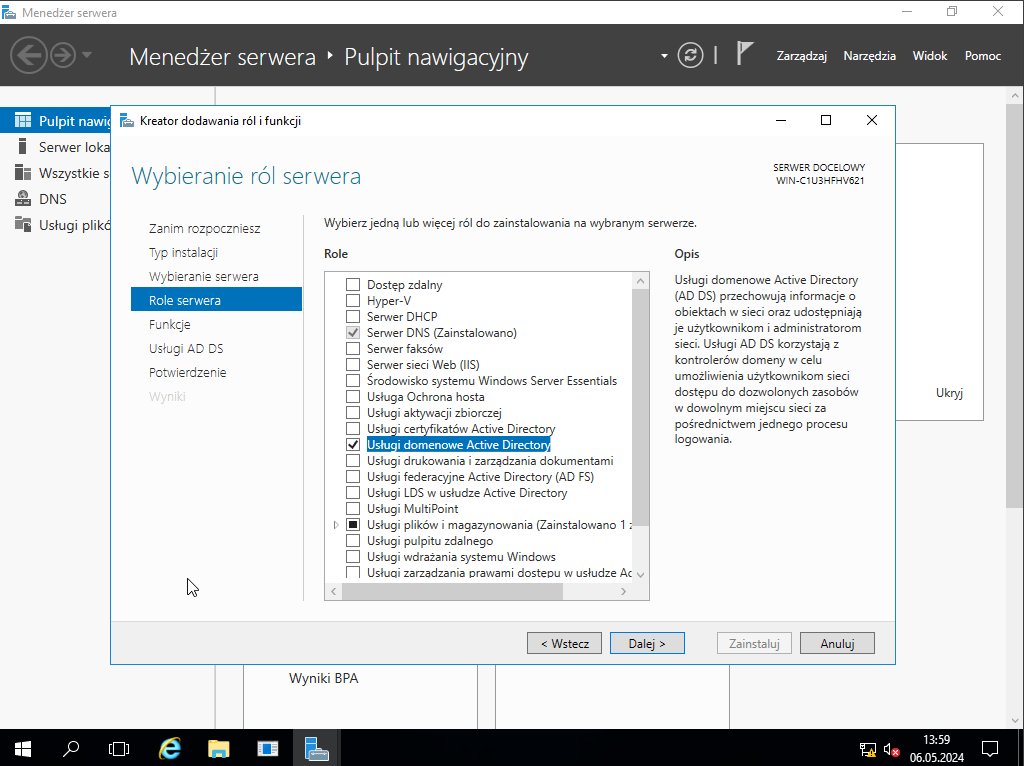 Menedżer serwera
Menedżer serwera Pulpit nawigacyjny
Zarządzaj Narzędzia Widok Pomoc
Pulpit nawig
Serwer loka
Wszystkie s
DNS
Usługi plikó
Kreator dodawania ról i funkcji
Wybieranie ról serwera
SERWER DOCELOWY
WIN-C1U3HFHV621
Zanim rozpoczniesz
Typ instalacji
Wybieranie serwera
Role serwera
Funkcje
Usługi AD DS
Potwierdzenie
Wyniki
Wybierz jedną lub więcej ról do zainstalowania na wybranym serwerze.
Role
Dostęp zdalny
Hyper-V
Serwer DHCP
Serwer DNS (Zainstalowano)
Serwer faksów
Serwer sieci Web (IIS)
Środowisko systemu Windows Server Essentials
Usługa Ochrona hosta
Usługi aktywacji zbiorczej
Usługi certyfikatów Active Directory
Usługi domenowe Active Directory
Usługi drukowania i zarządzania dokumentami
Usługi federacyjne Active Directory (AD FS)
Usługi LDS w usłudze Active Directory
Usługi MultiPoint
Usługi plików i magazynowania (Zainstalowano 1 z
Usługi pulpitu zdalnego
Usługi wdrażania systemu Windows
Usługi zarządzania prawami dostępu w usłudze Ac
Opis
Usługi domenowe Active Directory
(AD DS) przechowują informacje o
obiektach w sieci oraz udostępniają
je użytkownikom i administratorom
sieci. Usługi AD DS korzystają z
kontrolerów domeny w celu
umożliwienia użytkownikom sieci
dostępu do dozwolonych zasobów
w dowolnym miejscu sieci za
pośrednictwem jednego procesu
logowania.
Ukryj
< Wstecz Dalej > Zainstaluj Anuluj
Wyniki BPA
13:59
06.05.2024